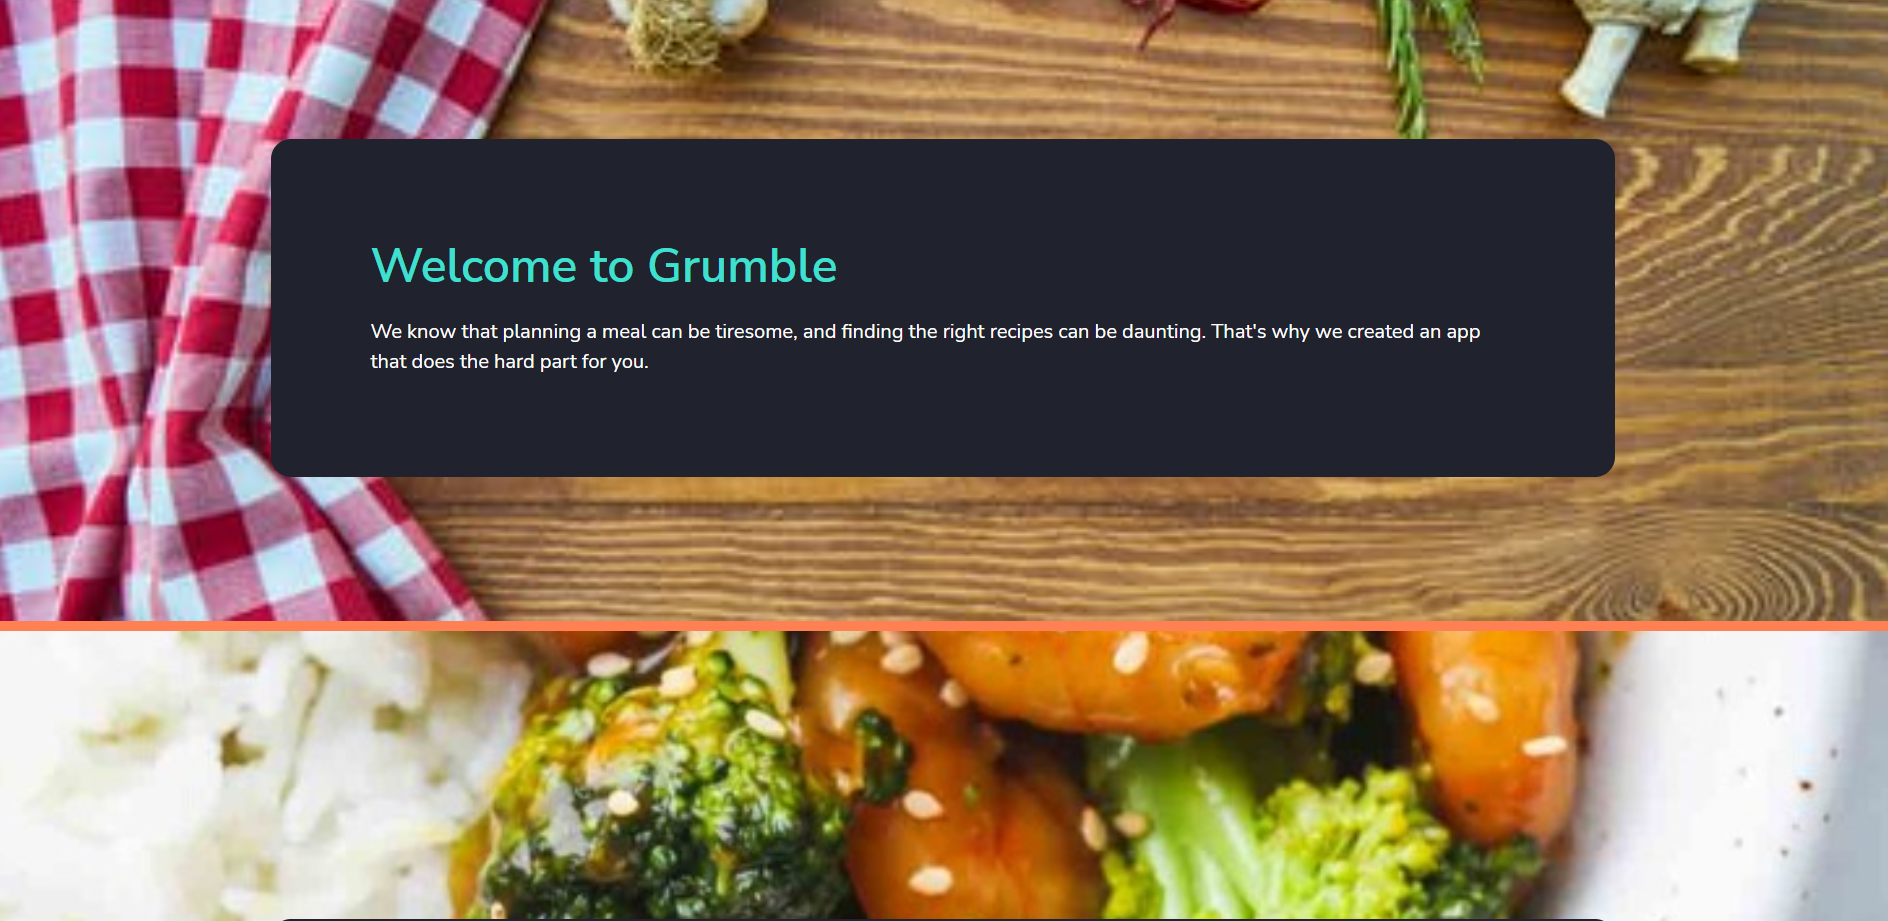 Welcome to Grumble
We know that planning a meal can be tiresome, and finding the right recipes can be daunting. That's why we created an app
that does the hard part for you.